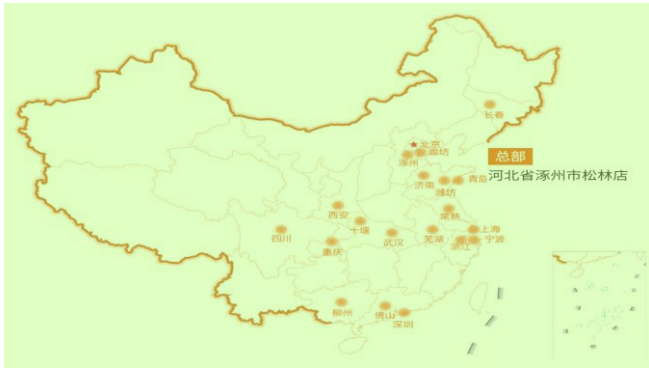 长春
北京
廊坊
涿州
总部
河北省涿州市松林店
济南
潍坊
青岛
西安
常熟
十堰
四川
重庆
武汉
芜湖
上海
浙江
宁波
柳州
佛山
深圳